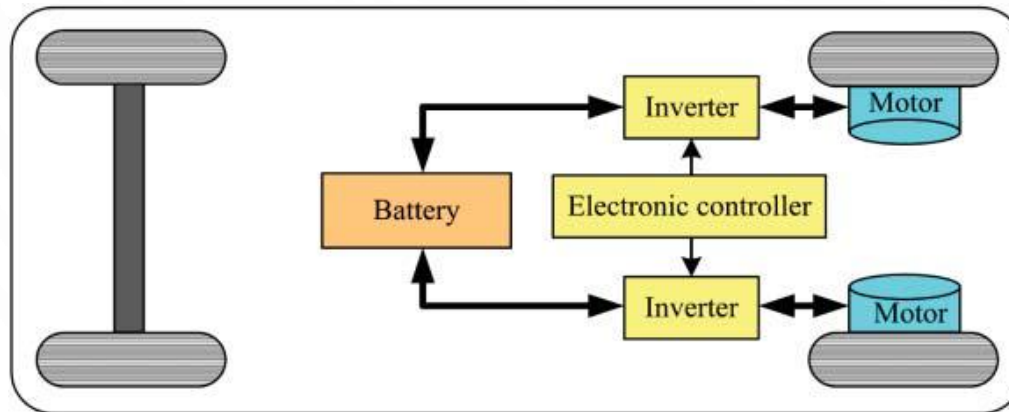 Inverter
Motor
Battery
Electronic controller
Inverter
Motor